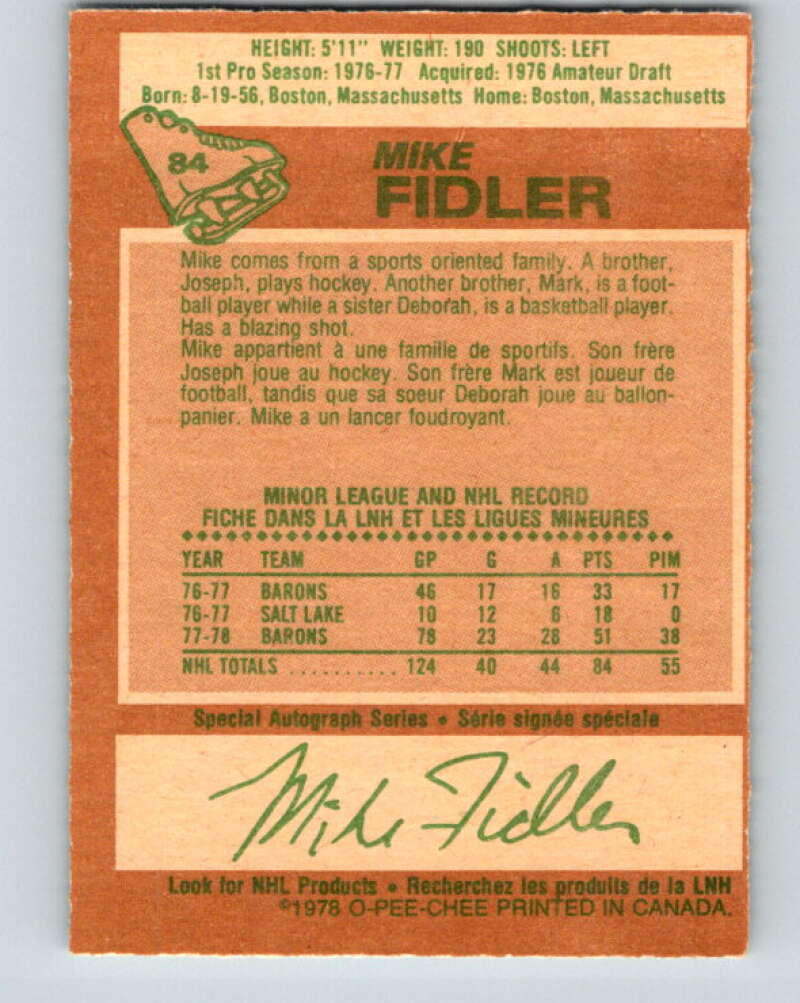 HEIGHT: 5'11" WEIGHT: 190 SHOOTS: LEFT
1st Pro Season: 1976-77 Acquired: 1976 Amateur Draft
Born: 8-19-56, Boston, Massachusetts Home: Boston, Massachusetts
84
MIKE
FIDLER
Mike comes from a sports oriented family. A brother,
Joseph, plays hockey. Another brother, Mark, is a foot-
ball player while a sister Deborah, is a basketball player.
Has a blazing shot.
Mike appartient à une famille de sportifs. Son frère
Joseph joue au hockey. Son frère Mark est joueur de
football, tandis que sa soeur Deborah joue au ballon-
panier. Mike a un lancer foudroyant.
MINOR LEAGUE AND NHL RECORD
FICHE DANS LA LNH ET LES LIGUES MINEURES
YEAR TEAM GP G A PTS PIM
76-77 BARONS 46 17 16 33 17
76-77 SALT LAKE 10 12 6 18 0
77-78 BARONS 78 23 28 51 38
NHL TOTALS .......... 124 40 44 84 55
Special Autograph Series • Série signée spéciale
Mike Fidler
Look for NHL Products • Recherchez les produits de la LNH
©1978 O-PEE-CHEE PRINTED IN CANADA.